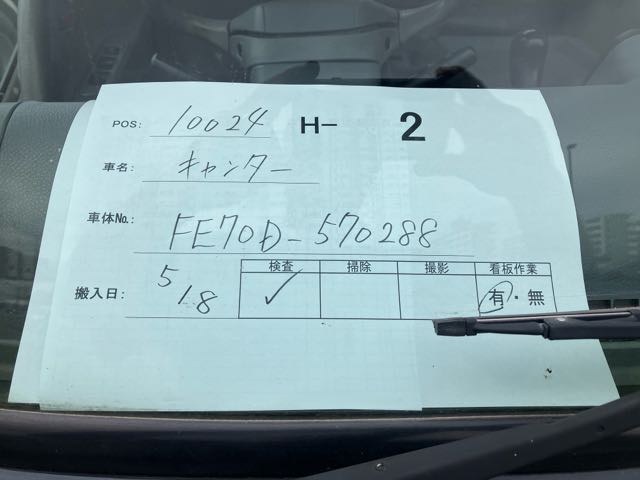 POS: 10024 H- 2
車名: キャンター
車体No.: FE70D-570288
搬入日: 5/18
検査 掃除 撮影 看板作業
✓ 有・無